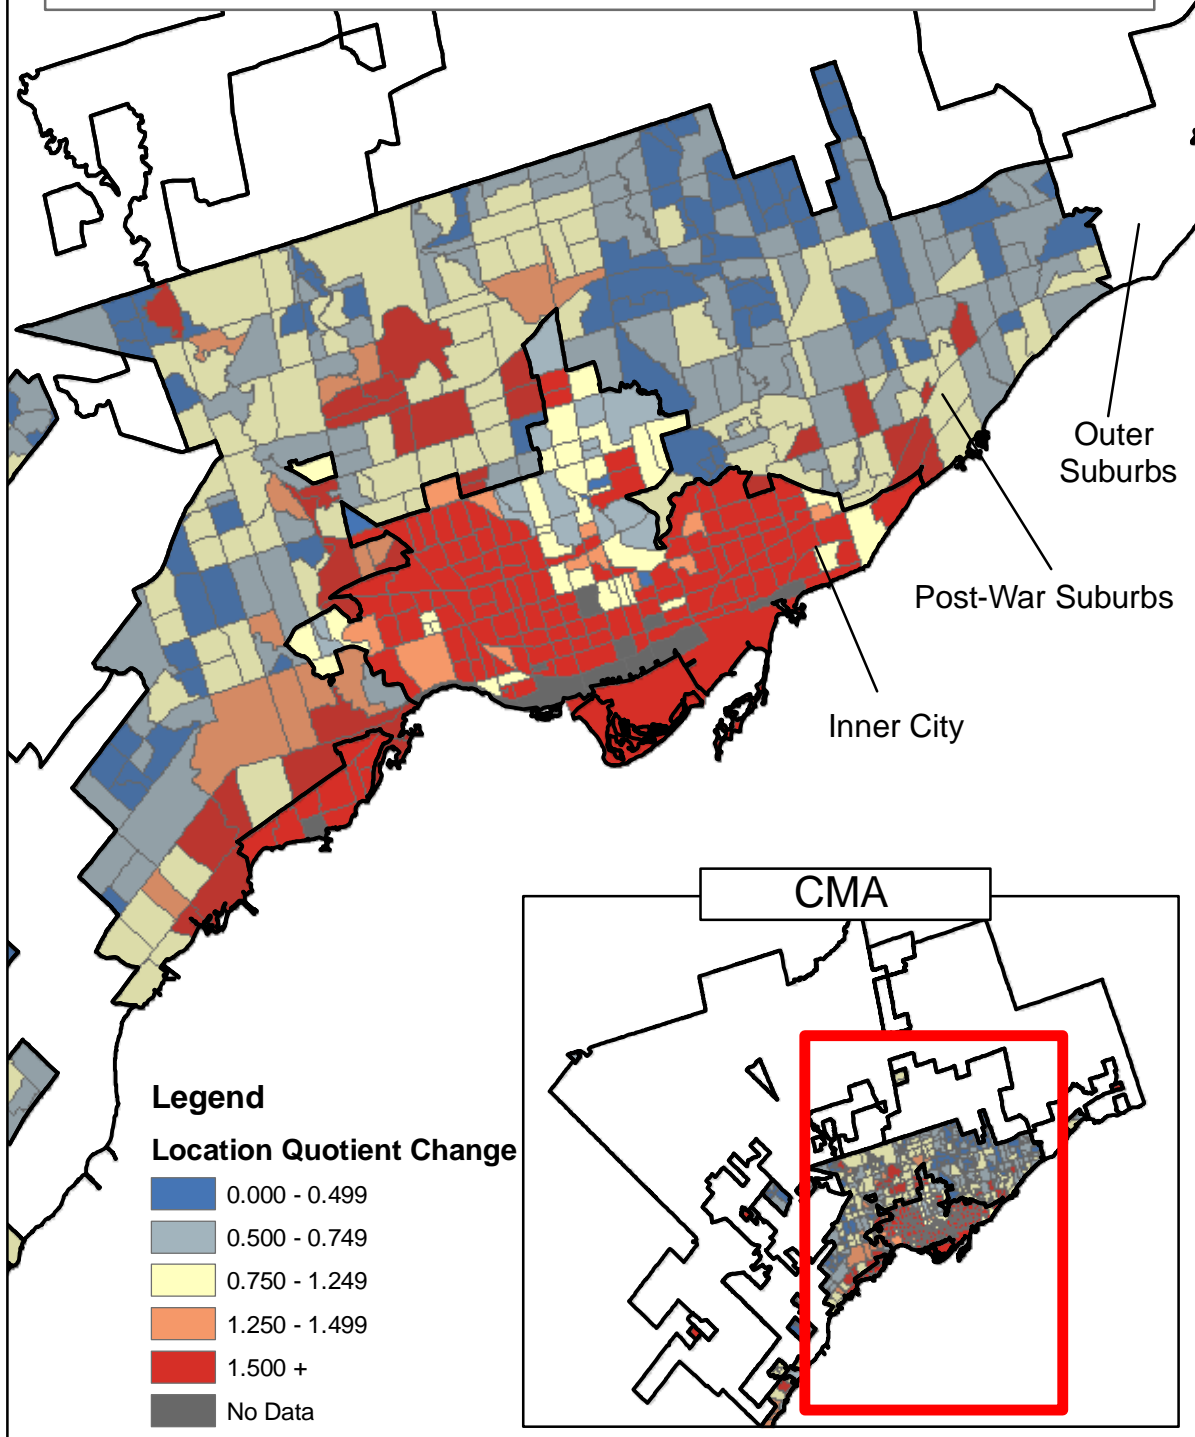 Outer
Suburbs
Post-War Suburbs
Inner City
CMA
Legend
Location Quotient Change
0.000 - 0.499
0.500 - 0.749
0.750 - 1.249
1.250 - 1.499
1.500 +
No Data